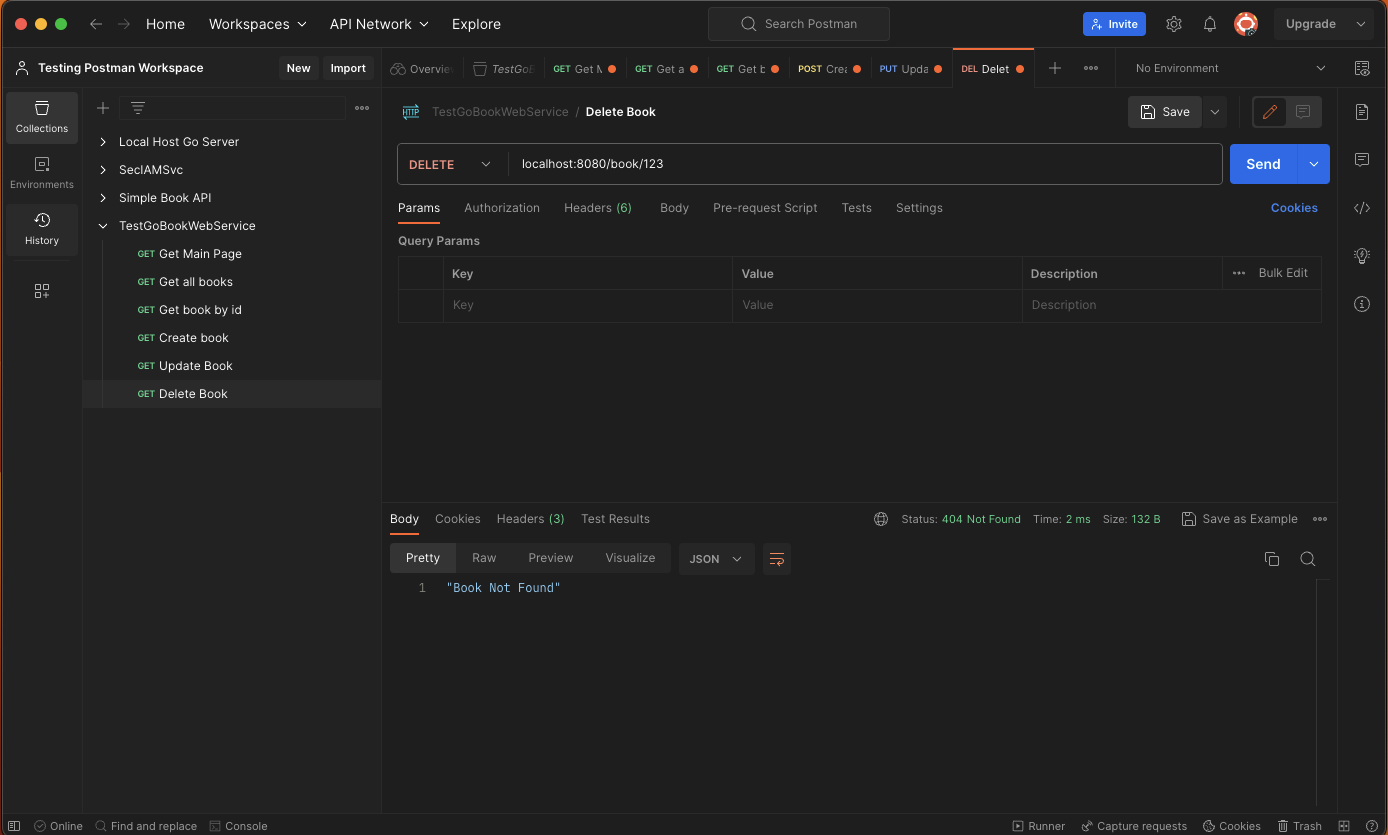 Home Workspaces API Network Explore Search Postman Invite Upgrade
Testing Postman Workspace New Import Overview TestGoB GET Get M GET Get a GET Get b POST Crea PUT Upda DEL Delet No Environment
Collections
Environments
History
Local Host Go Server
SecIAMSvc
Simple Book API
TestGoBookWebService
GET Get Main Page
GET Get all books
GET Get book by id
GET Create book
GET Update Book
GET Delete Book
HTTP TestGoBookWebService / Delete Book Save
DELETE localhost:8080/book/123 Send
Params Authorization Headers (6) Body Pre-request Script Tests Settings Cookies
Query Params
Key Value Description Bulk Edit
Key Value Description
Body Cookies Headers (3) Test Results Status: 404 Not Found Time: 2 ms Size: 132 B Save as Example
Pretty Raw Preview Visualize JSON
1 "Book Not Found"
Online Find and replace Console Runner Capture requests Cookies Trash